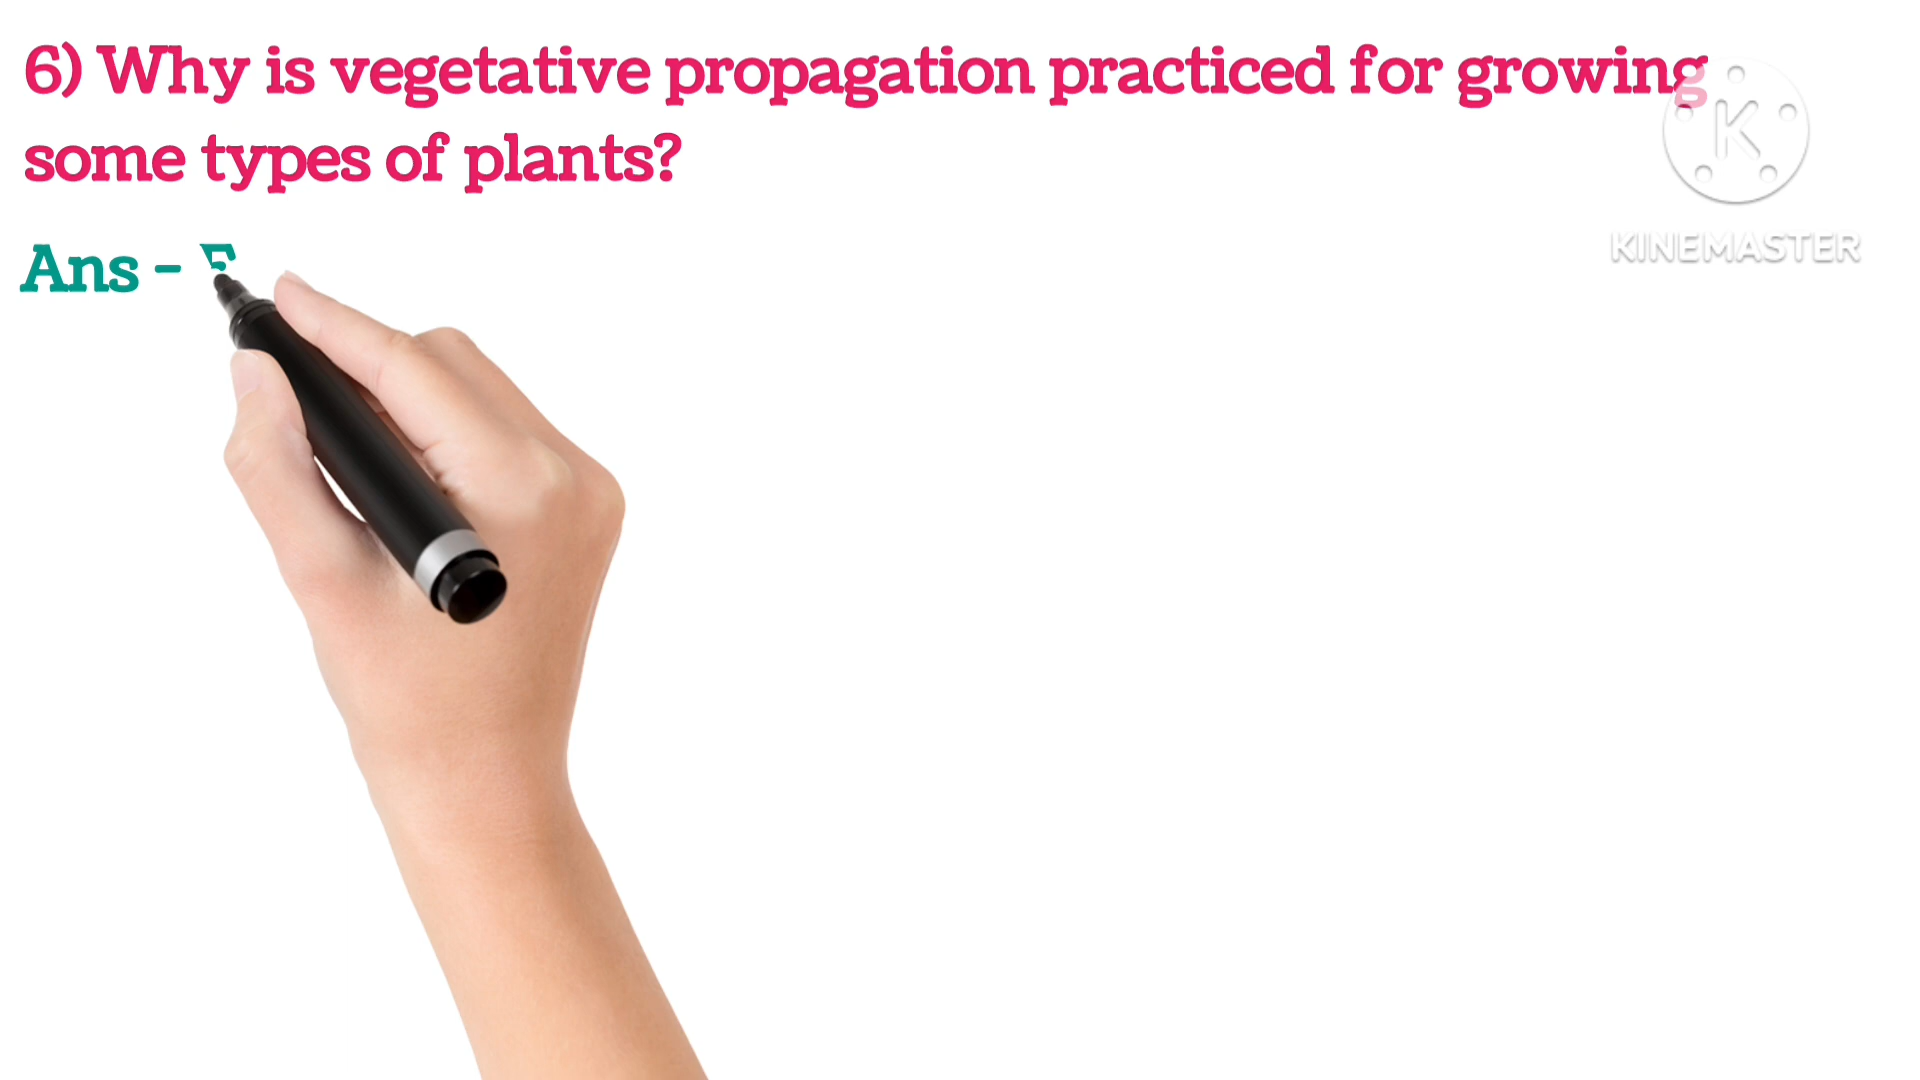 6) Why is vegetative propagation practiced for growing
some types of plants?
Ans -
K
KINEMASTER